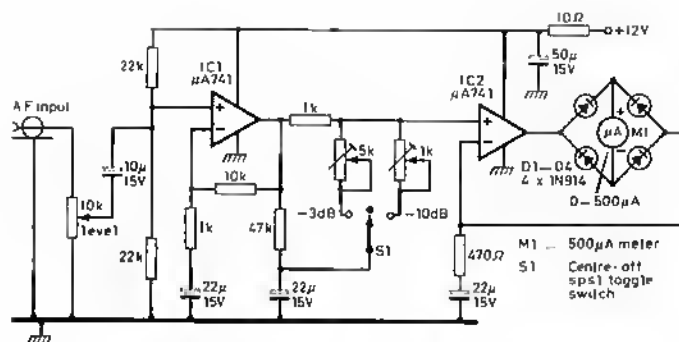 10Ω
+12V
22k
IC1
µA741
IC2
µA741
50µ
15V
1k
A F input
10µ
15V
10k
level
5k
1k
µA
M1
D1-04
4 x 1N914
0-500µA
10k
1k
47k
-3dB
-10dB
S1
22k
22µ
15V
22µ
15V
470Ω
22µ
15V
M1 - 500µA meter
S1 Centre-off
spst toggle
switch